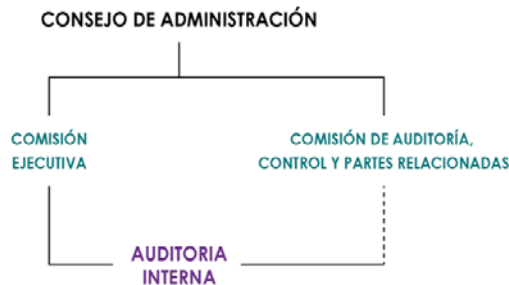 CONSEJO DE ADMINISTRACIÓN
COMISIÓN
EJECUTIVA
COMISIÓN DE AUDITORÍA,
CONTROL Y PARTES RELACIONADAS
AUDITORIA
INTERNA